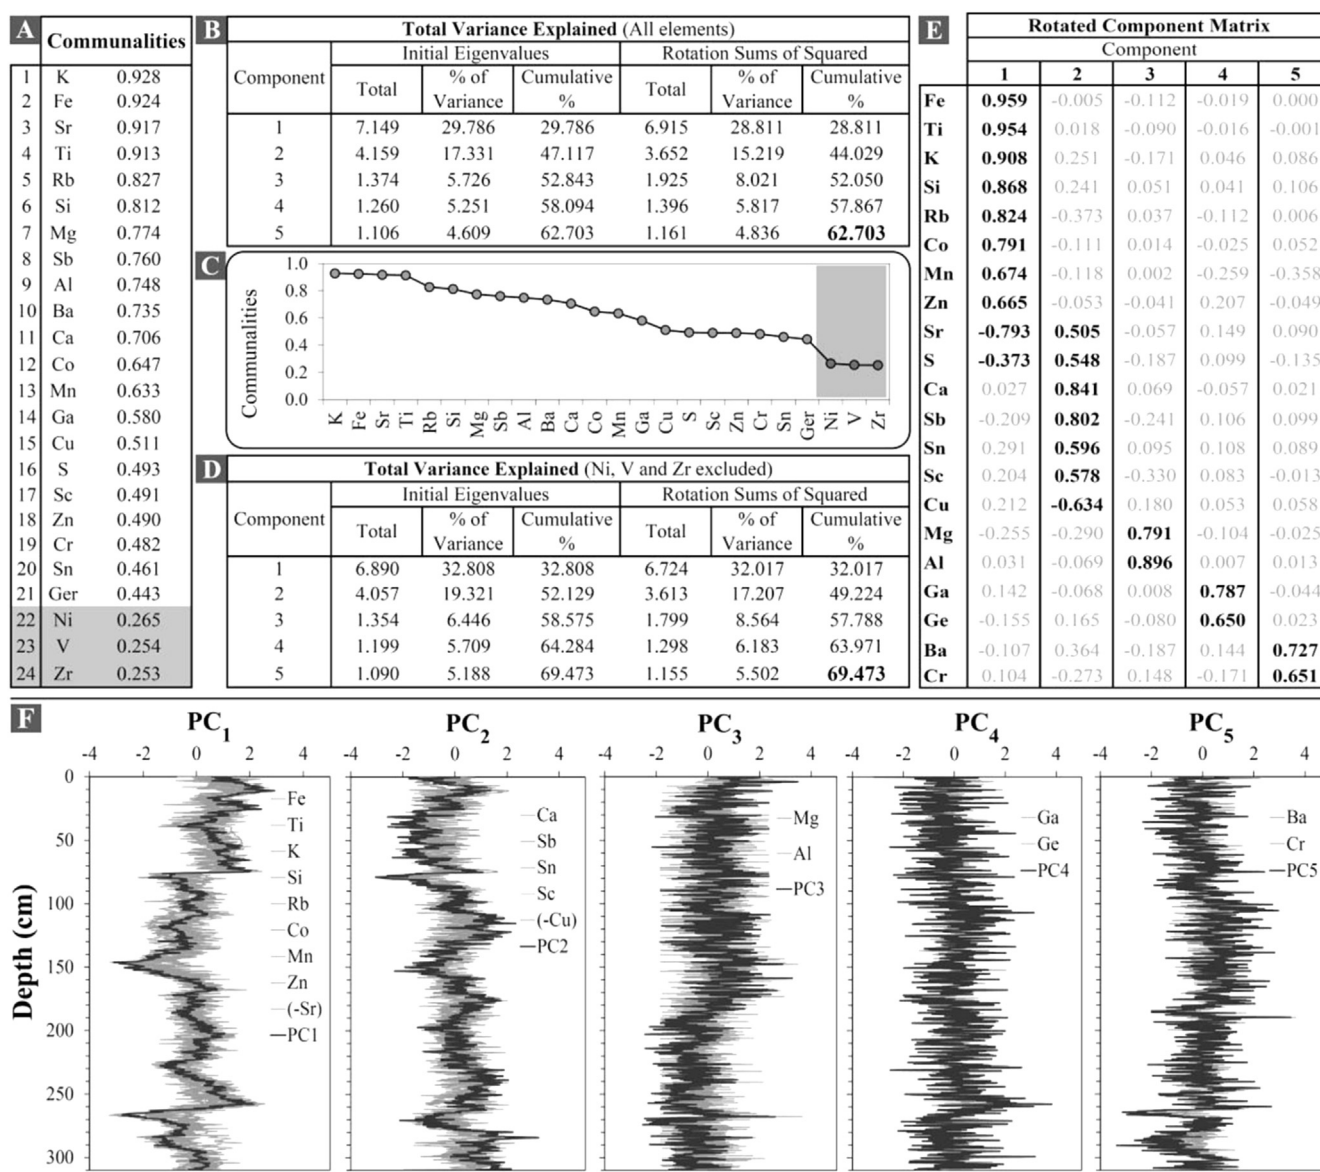 A
Communalities
1 K 0.928
2 Fe 0.924
3 Sr 0.917
4 Ti 0.913
5 Rb 0.827
6 Si 0.812
7 Mg 0.774
8 Sb 0.760
9 Al 0.748
10 Ba 0.735
11 Ca 0.706
12 Co 0.647
13 Mn 0.633
14 Ga 0.580
15 Cu 0.511
16 S 0.493
17 Sc 0.491
18 Zn 0.490
19 Cr 0.482
20 Sn 0.461
21 Ger 0.443
22 Ni 0.265
23 V 0.254
24 Zr 0.253
B
Total Variance Explained (All elements)
Initial Eigenvalues Rotation Sums of Squared
Component Total % of Variance Cumulative % Total % of Variance Cumulative %
1 7.149 29.786 29.786 6.915 28.811 28.811
2 4.159 17.331 47.117 3.652 15.219 44.029
3 1.374 5.726 52.843 1.925 8.021 52.050
4 1.260 5.251 58.094 1.396 5.817 57.867
5 1.106 4.609 62.703 1.161 4.836 62.703
C
Communalities
1.0
0.8
0.6
0.4
0.2
0.0
K Fe Sr Ti Rb Si Mg Sb Al Ba Ca Co Mn Ga Cu S Sc Zn Cr Sn Ger Ni V Zr
D
Total Variance Explained (Ni, V and Zr excluded)
Initial Eigenvalues Rotation Sums of Squared
Component Total % of Variance Cumulative % Total % of Variance Cumulative %
1 6.890 32.808 32.808 6.724 32.017 32.017
2 4.057 19.321 52.129 3.613 17.207 49.224
3 1.354 6.446 58.575 1.799 8.564 57.788
4 1.199 5.709 64.284 1.298 6.183 63.971
5 1.090 5.188 69.473 1.155 5.502 69.473
E
Rotated Component Matrix
Component
1 2 3 4 5
Fe 0.959 -0.005 -0.112 -0.019 0.000
Ti 0.954 0.018 -0.090 -0.016 -0.001
K 0.908 0.251 -0.171 0.046 0.086
Si 0.868 0.241 0.051 0.041 0.106
Rb 0.824 -0.373 0.037 -0.112 0.006
Co 0.791 -0.111 0.014 -0.025 0.052
Mn 0.674 -0.118 0.002 -0.259 -0.358
Zn 0.665 -0.053 -0.041 0.207 -0.049
Sr -0.793 0.505 -0.057 0.149 0.090
S -0.373 0.548 -0.187 0.099 -0.135
Ca 0.027 0.841 0.069 -0.057 0.021
Sb -0.209 0.802 -0.241 0.106 0.099
Sn 0.291 0.596 0.095 0.108 0.089
Sc 0.204 0.578 -0.330 0.083 -0.013
Cu 0.212 -0.634 0.180 0.053 0.058
Mg -0.255 -0.290 0.791 -0.104 -0.025
Al 0.031 -0.069 0.896 0.007 0.013
Ga 0.142 -0.068 0.008 0.787 -0.044
Ge -0.155 0.165 -0.080 0.650 0.023
Ba -0.107 0.364 -0.187 0.144 0.727
Cr 0.104 -0.273 0.148 -0.171 0.651
F
PC1 PC2 PC3 PC4 PC5
-4 -2 0 2 4 -4 -2 0 2 4 -4 -2 0 2 4 -4 -2 0 2 4 -4 -2 0 2 4
Depth (cm)
0
50
100
150
200
250
300
Fe
Ti
K
Si
Rb
Co
Mn
Zn
(-Sr)
PC1
Ca
Sb
Sn
Sc
(-Cu)
PC2
Mg
Al
PC3
Ga
Ge
PC4
Ba
Cr
PC5